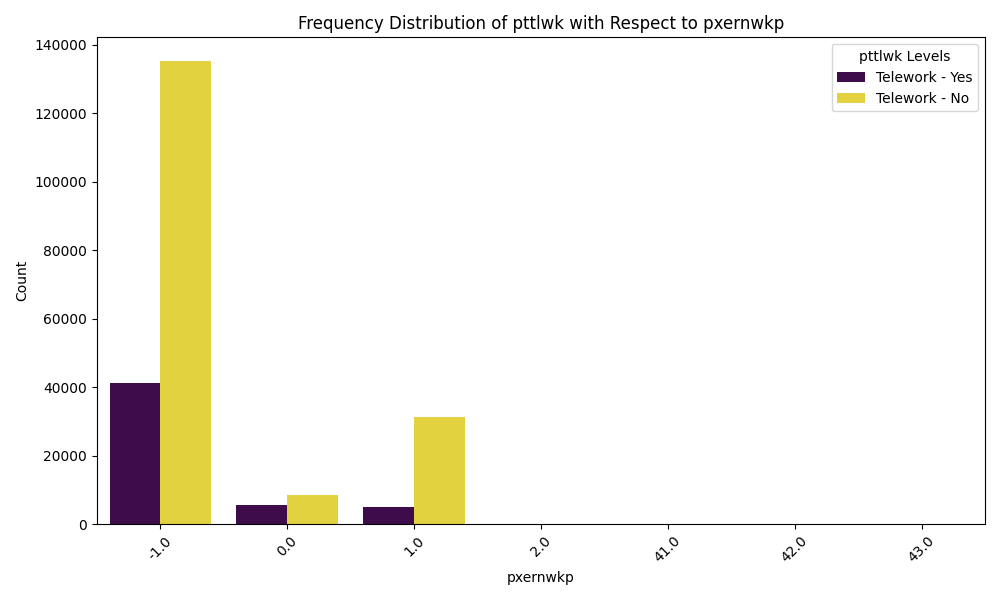 Frequency Distribution of pttlwk with Respect to pxernwkp
pttlwk Levels
Telework - Yes
Telework - No
140000
120000
100000
80000
60000
40000
20000
0
Count
-1.0 0.0 1.0 2.0 41.0 42.0 43.0
pxernwkp